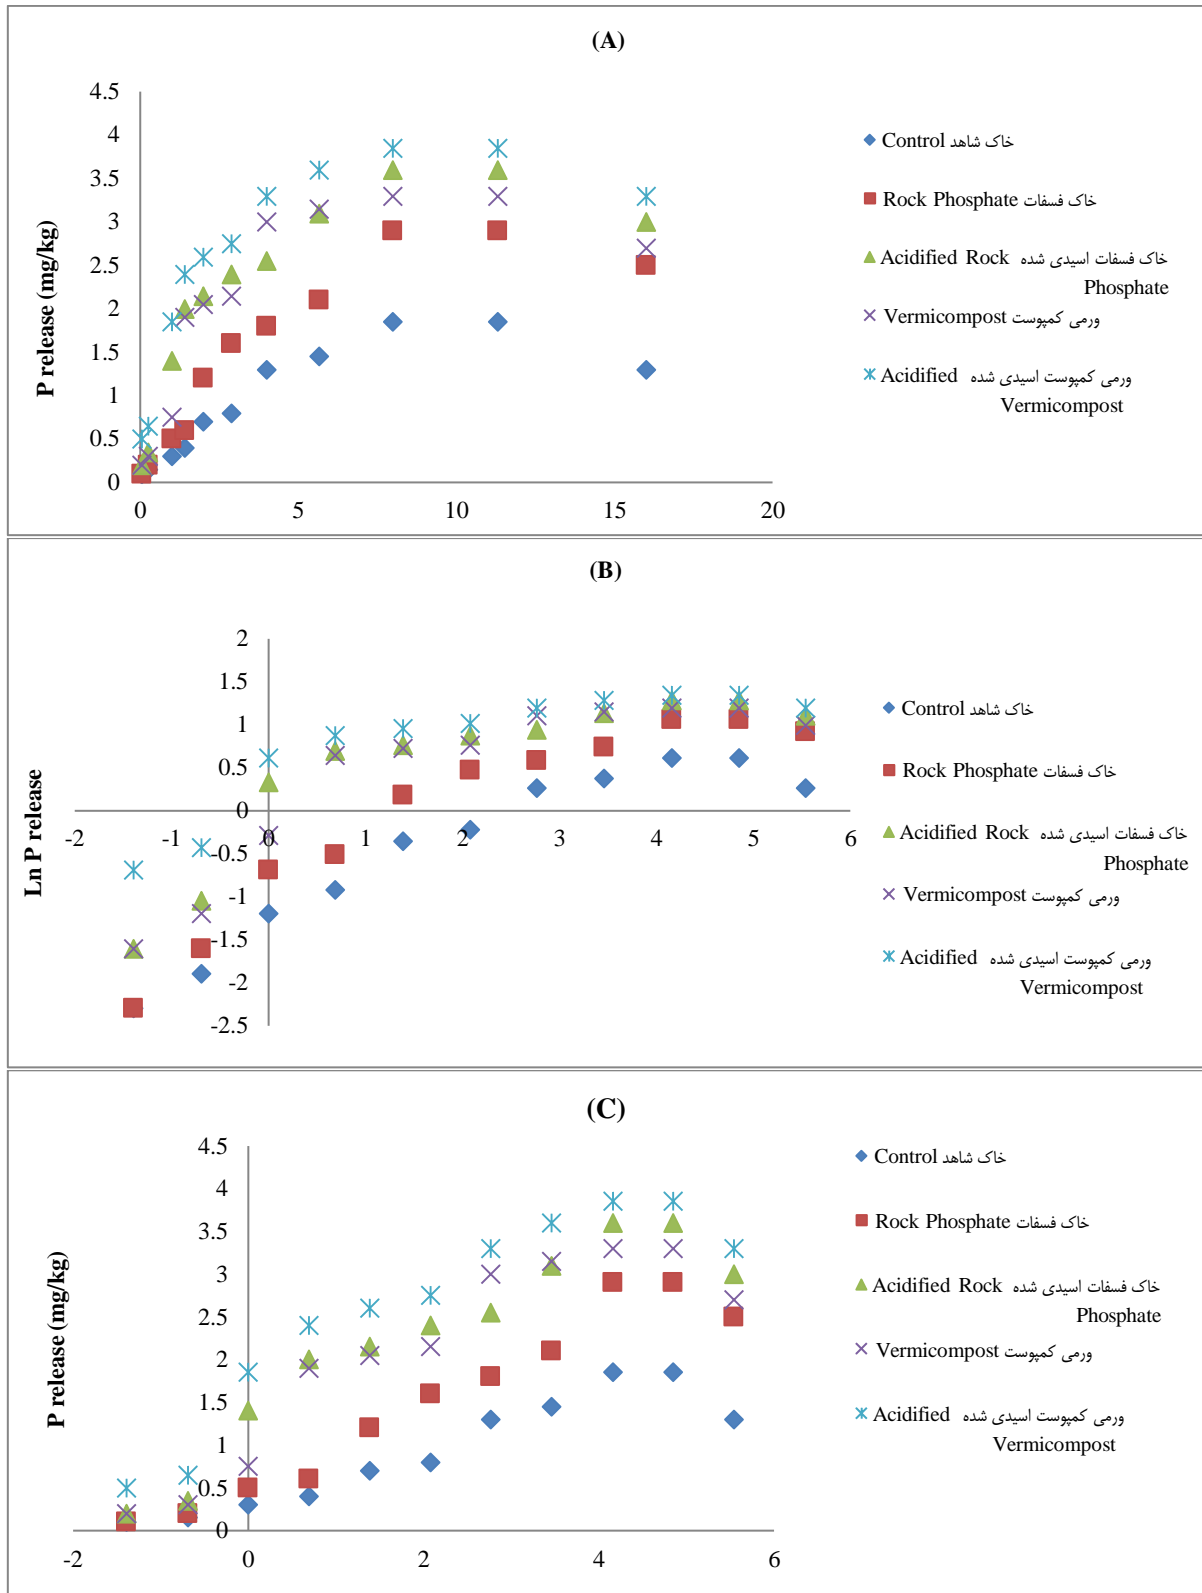 (A)
4.5
4
3.5
3
2.5
2
1.5
1
0.5
0
0 5 10 15 20
P release (mg/kg)
Control خاک شاهد
Rock Phosphate خاک فسفات
Acidified Rock خاک فسفات اسیدی شده
Phosphate
Vermicompost ورمی کمپوست
Acidified ورمی کمپوست اسیدی شده
Vermicompost
(B)
2
1.5
1
0.5
0
-0.5
-1
-1.5
-2
-2.5
-2 -1 0 1 2 3 4 5 6
Ln P release
Control خاک شاهد
Rock Phosphate خاک فسفات
Acidified Rock خاک فسفات اسیدی شده
Phosphate
Vermicompost ورمی کمپوست
Acidified ورمی کمپوست اسیدی شده
Vermicompost
(C)
4.5
4
3.5
3
2.5
2
1.5
1
0.5
0
-2 0 2 4 6
P release (mg/kg)
Control خاک شاهد
Rock Phosphate خاک فسفات
Acidified Rock خاک فسفات اسیدی شده
Phosphate
Vermicompost ورمی کمپوست
Acidified ورمی کمپوست اسیدی شده
Vermicompost